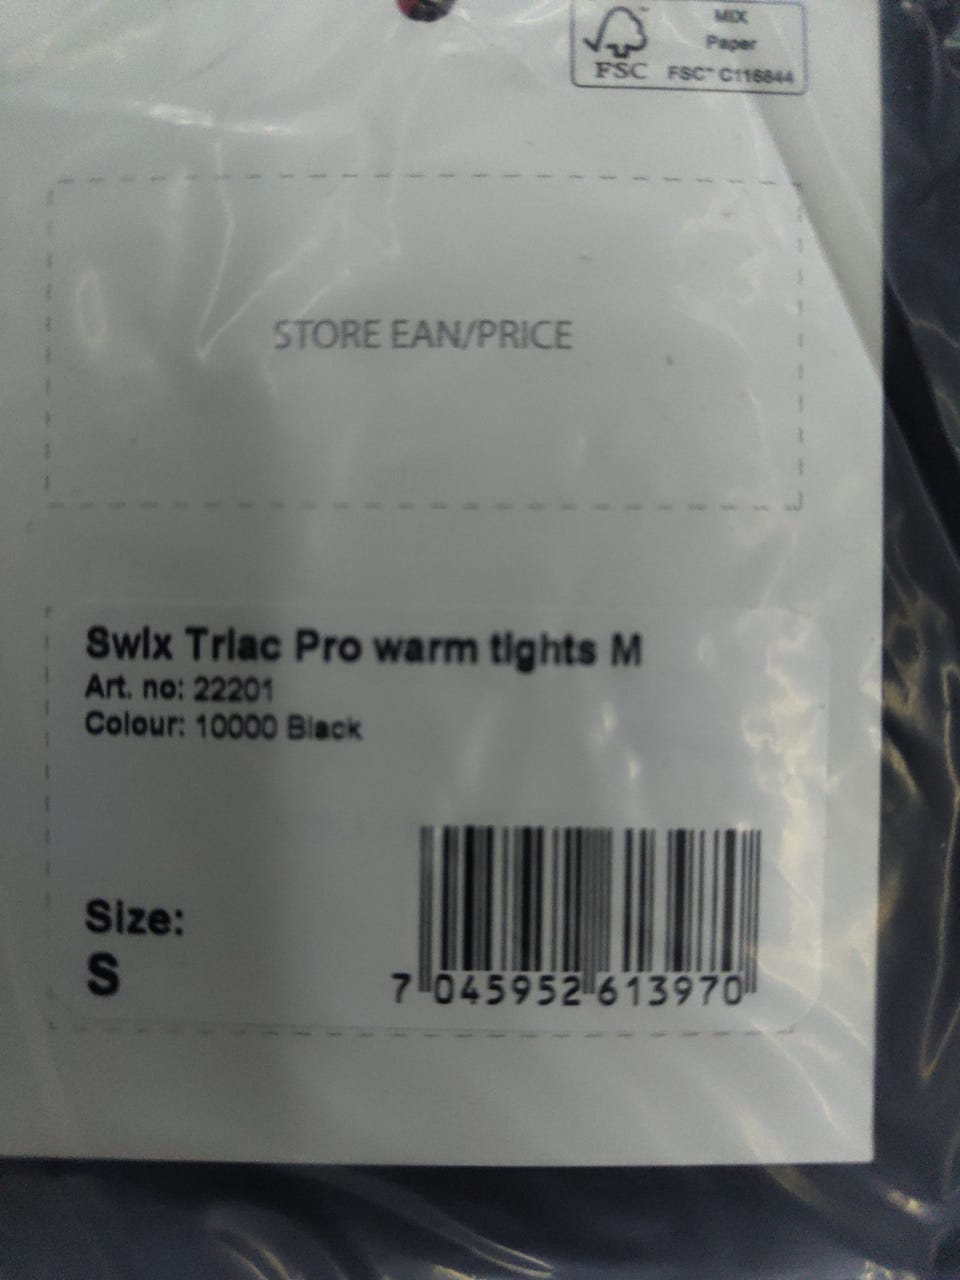 MIX
Paper
FSC™ C116844
FSC
STORE EAN/PRICE
Swix Triac Pro warm tights M
Art. no: 22201
Colour: 10000 Black
Size:
S
7 045952 613970